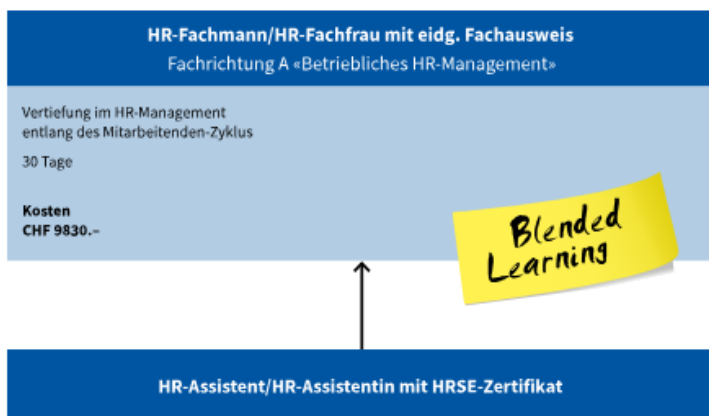 HR-Fachmann/HR-Fachfrau mit eidg. Fachausweis
Fachrichtung A «Betriebliches HR-Management»
Vertiefung im HR-Management
entlang des Mitarbeitenden-Zyklus
30 Tage
Kosten
CHF 9830.–
Blended
Learning
HR-Assistent/HR-Assistentin mit HRSE-Zertifikat